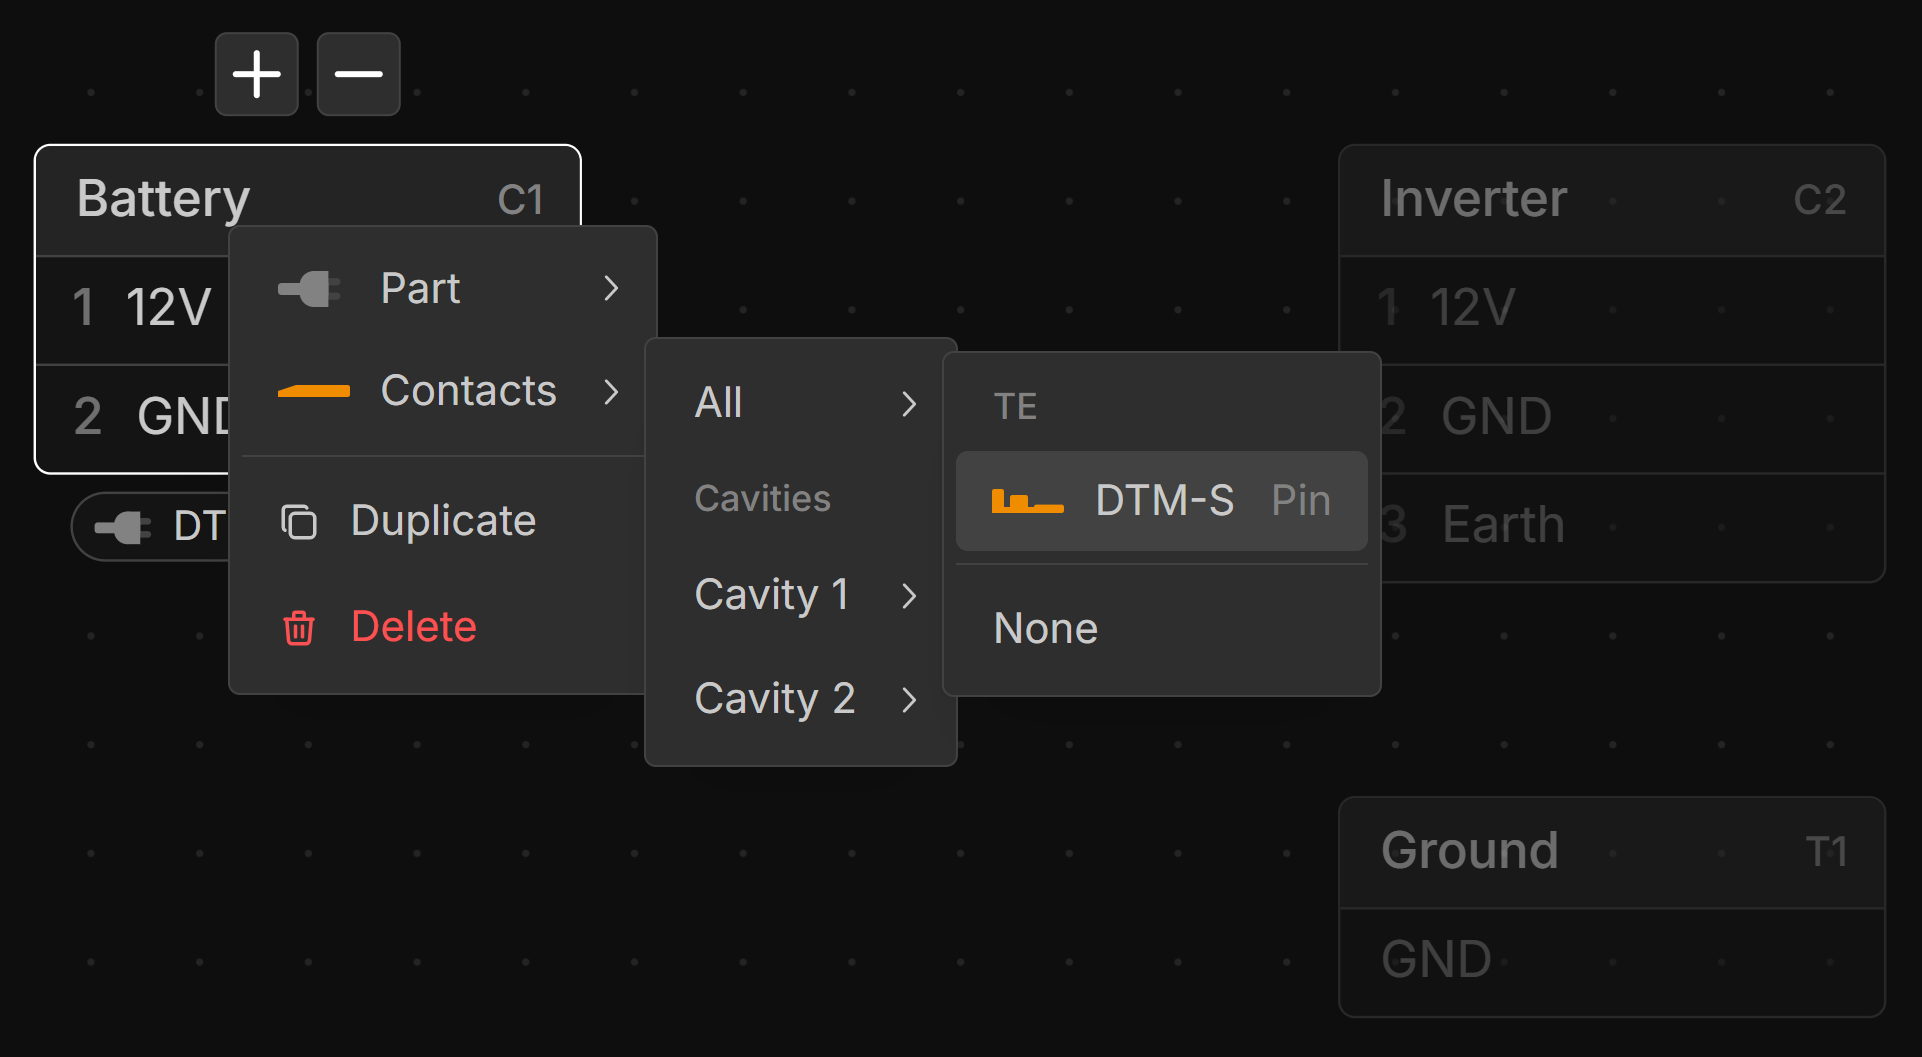 Battery C1
1 12V
2 GND
DT
Part
Contacts
Duplicate
Delete
All
Cavities
Cavity 1
Cavity 2
TE
DTM-S Pin
None
Inverter C2
1 12V
2 GND
3 Earth
Ground T1
GND